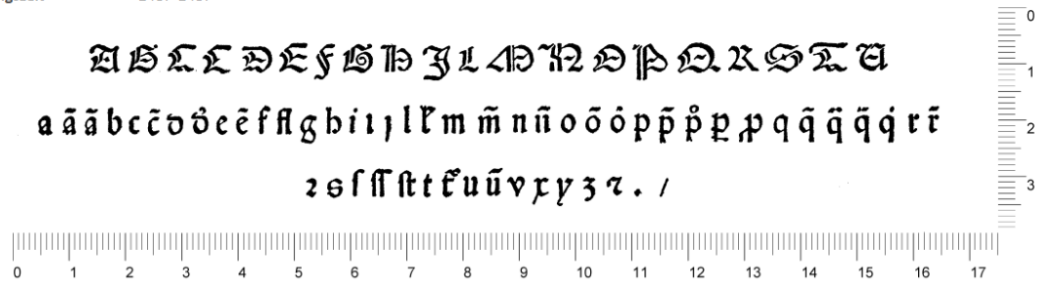 A B C C D E F G H I L M N O P Q R S T U
a ã ā b c c̄ d d̉ e ē f fl g h i ı ȷ l l̃ m m̄ n n̄ o ō ȯ p p̄ p̊ ꝑ ꝓ q q̄ q̃ q̈ q̇ r r̄
ꝛ s ſ ſſ ſt t t̃ u ū v x y z ⁊ . /
0
1
2
3
0 1 2 3 4 5 6 7 8 9 10 11 12 13 14 15 16 17